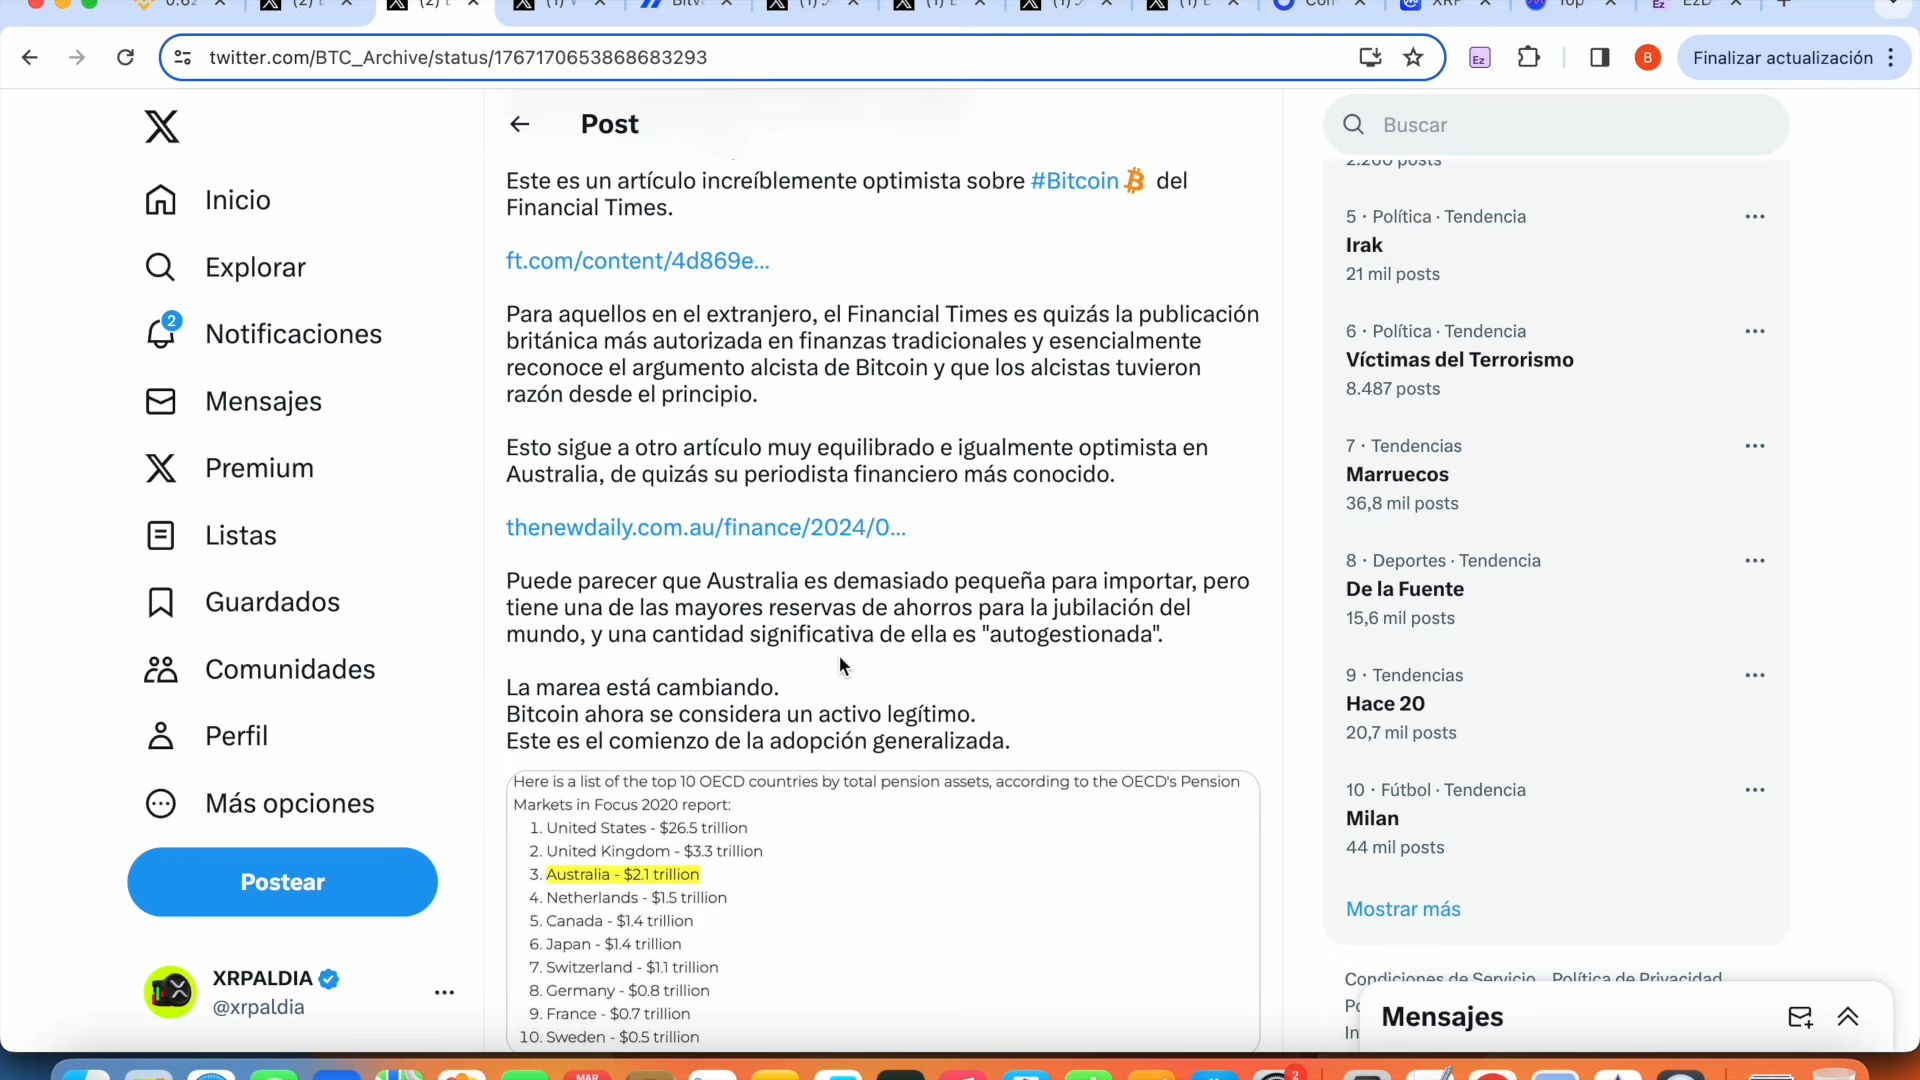 twitter.com/BTC_Archive/status/1767170653868683293
Ez
B
Finalizar actualización
Post
Buscar
Inicio
Explorar
2
Notificaciones
Mensajes
Premium
Listas
Guardados
Comunidades
Perfil
Más opciones
Postear
XRPALDIA
@xrpaldia
Este es un artículo increíblemente optimista sobre #Bitcoin del
Financial Times.
ft.com/content/4d869e...
Para aquellos en el extranjero, el Financial Times es quizás la publicación
británica más autorizada en finanzas tradicionales y esencialmente
reconoce el argumento alcista de Bitcoin y que los alcistas tuvieron
razón desde el principio.
Esto sigue a otro artículo muy equilibrado e igualmente optimista en
Australia, de quizás su periodista financiero más conocido.
thenewdaily.com.au/finance/2024/0...
Puede parecer que Australia es demasiado pequeña para importar, pero
tiene una de las mayores reservas de ahorros para la jubilación del
mundo, y una cantidad significativa de ella es "autogestionada".
La marea está cambiando.
Bitcoin ahora se considera un activo legítimo.
Este es el comienzo de la adopción generalizada.
Here is a list of the top 10 OECD countries by total pension assets, according to the OECD's Pension
Markets in Focus 2020 report:
1. United States - $26.5 trillion
2. United Kingdom - $3.3 trillion
3. Australia - $2.1 trillion
4. Netherlands - $1.5 trillion
5. Canada - $1.4 trillion
6. Japan - $1.4 trillion
7. Switzerland - $1.1 trillion
8. Germany - $0.8 trillion
9. France - $0.7 trillion
10. Sweden - $0.5 trillion
2.260 posts
5 · Política · Tendencia
Irak
21 mil posts
6 · Política · Tendencia
Víctimas del Terrorismo
8.487 posts
7 · Tendencias
Marruecos
36,8 mil posts
8 · Deportes · Tendencia
De la Fuente
15,6 mil posts
9 · Tendencias
Hace 20
20,7 mil posts
10 · Fútbol · Tendencia
Milan
44 mil posts
Mostrar más
Condiciones de Servicio Política de Privacidad
Mensajes
MAR
2